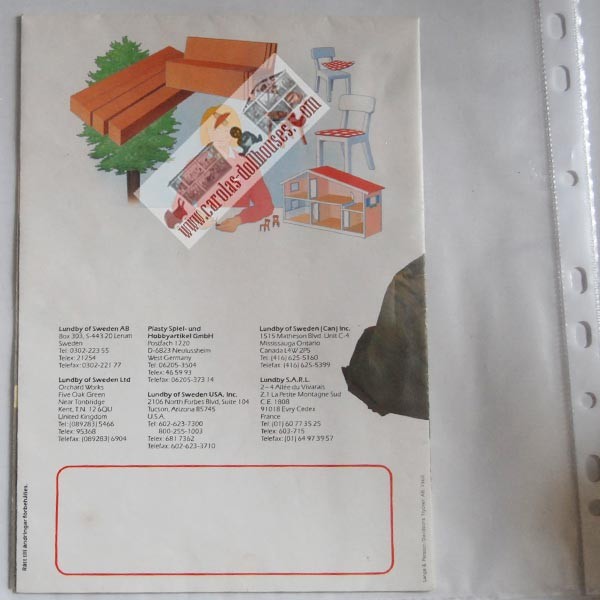 www.carolas-dollhouses.com
Lundby of Sweden AB
Box 303, S-443 20 Lerum
Sweden
Tel: 0302-223 55
Telex: 21254
Telefax: 0302-221 77
Lundby of Sweden Ltd
Orchard Works
Five Oak Green
Near Tonbridge
Kent, T.N. 12 6QU
United Kingdom
Tel: (089283) 5466
Telex: 95368
Telefax: (089283) 6904
Plasty Spiel- und
Hobbyartikel GmbH
Postfach 1720
D-6823 Neulussheim
West Germany
Tel: 06205-3504
Telex: 46 59 93
Telefax: 06205-373 14
Lundby of Sweden USA, Inc.
2106 North Forbes Blvd, Suite 104
Tucson, Arizona 85745
U.S.A.
Tel: 602-623-7300
800-255-1003
Telex: 681 7362
Telefax: 602-623-3710
Lundby of Sweden (Can) Inc.
1515 Matheson Blvd. Unit C-4
Mississauga Ontario
Canada L4W 2P5
Tel: (416) 625-5160
Telefax: (416) 625-5399
Lundby S.A.R.L.
2-4 Allée du Vivarais
Z.I La Petite Montagne Sud
C.E. 1808
91018 Evry Cedex
France
Tel. (01) 60 77 35 25
Telex: 603-715
Telefax: (01) 64 97 39 57
Rätt till ändringar förbehålles.